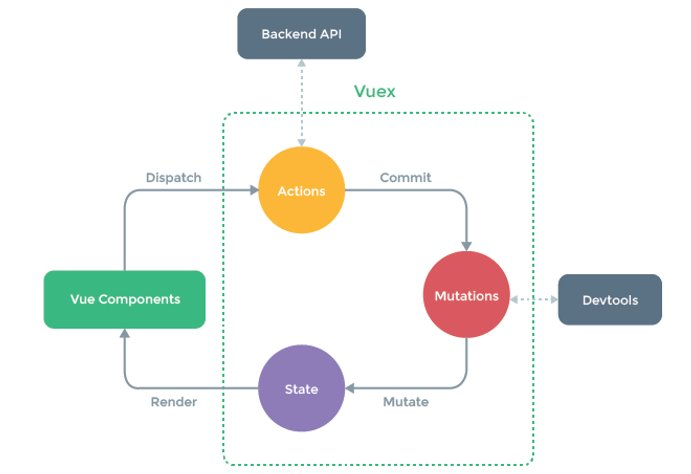 Backend API
Vuex
Dispatch
Commit
Actions
Vue Components
Mutations
Devtools
State
Render
Mutate